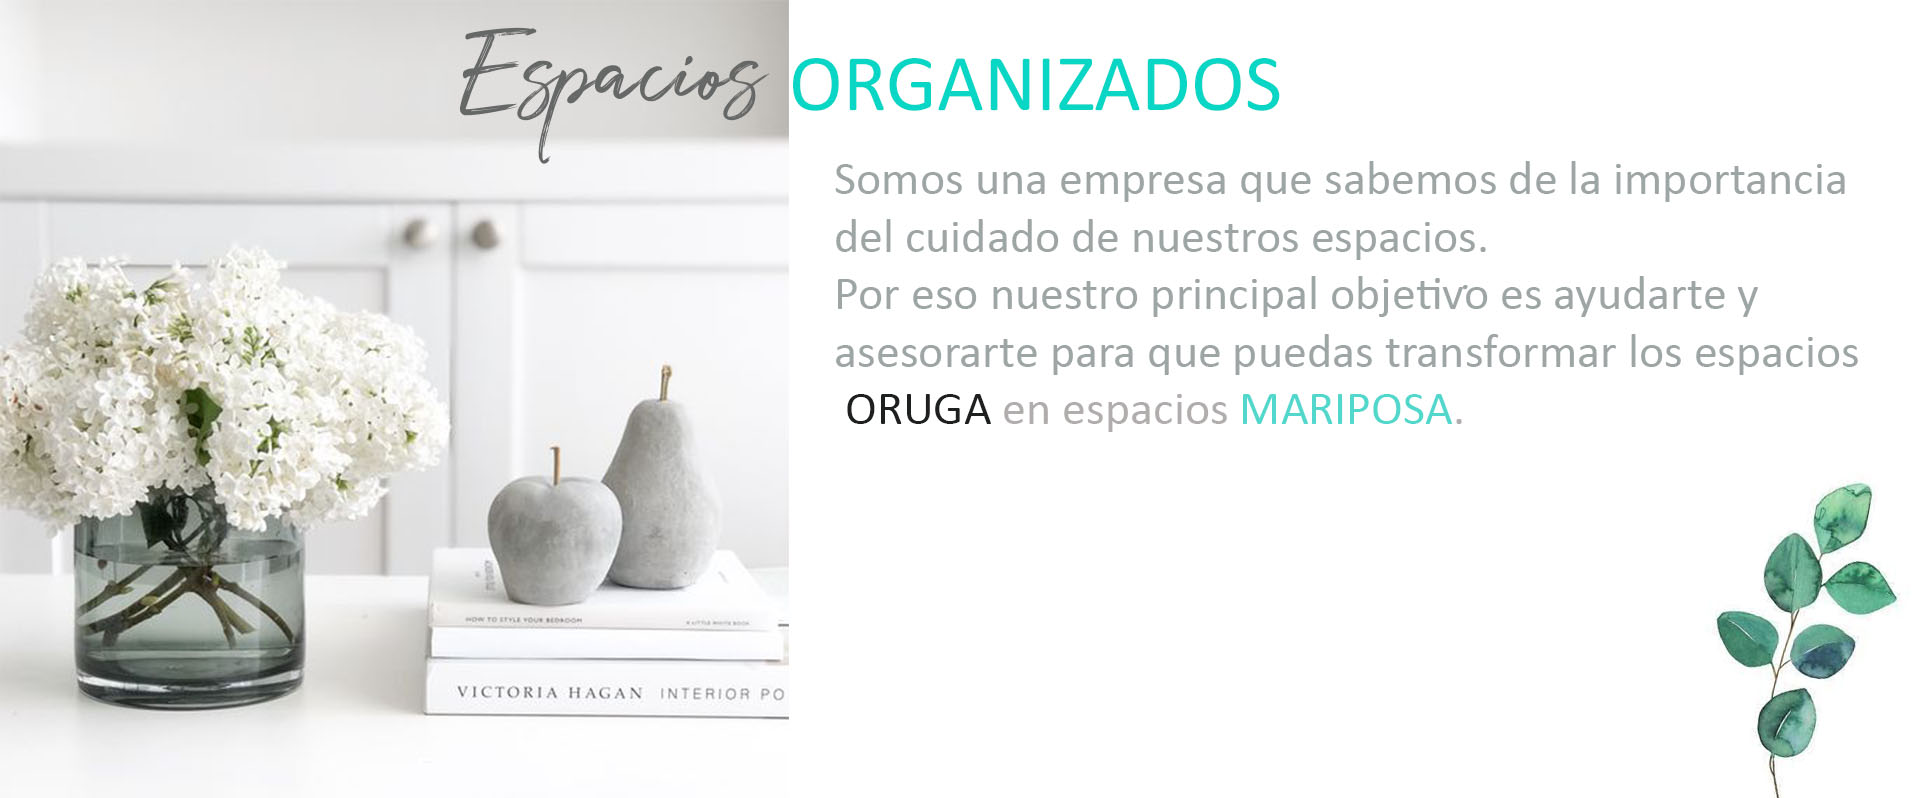 Espacios ORGANIZADOS
Somos una empresa que sabemos de la importancia
del cuidado de nuestros espacios.
Por eso nuestro principal objetivo es ayudarte y
asesorarte para que puedas transformar los espacios
ORUGA en espacios MARIPOSA.
HOW TO STYLE YOUR BEDROOM A LITTLE WHITE BOOK
VICTORIA HAGAN INTERIOR PO